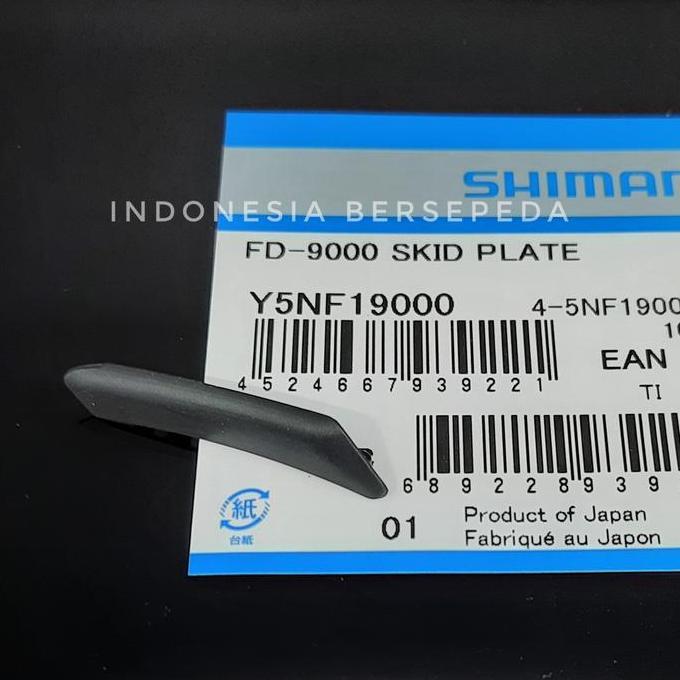 SHIMAN
INDONESIA BERSEPEDA
FD-9000 SKID PLATE
Y5NF19000
4-5NF1900
EAN
4524667939221
TI
689228939
紙
台紙
01
Product of Japan
Fabriqué au Japon